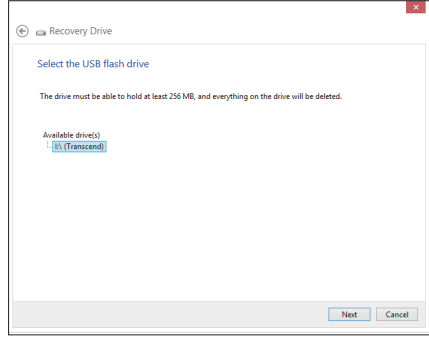 Recovery Drive
Select the USB flash drive
The drive must be able to hold at least 256 MB, and everything on the drive will be deleted.
Available drive(s)
I:\ (Transcend)
Next
Cancel